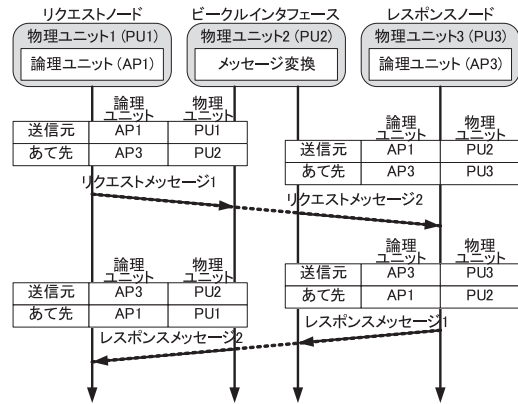 リクエストノード ビークルインタフェース レスポンスノード
物理ユニット1 (PU1) 物理ユニット2 (PU2) 物理ユニット3 (PU3)
論理ユニット(AP1) メッセージ変換 論理ユニット(AP3)
論理ユニット 物理ユニット
送信元 AP1 PU1
あて先 AP3 PU2
論理ユニット 物理ユニット
送信元 AP1 PU2
あて先 AP3 PU3
リクエストメッセージ1
リクエストメッセージ2
論理ユニット 物理ユニット
送信元 AP3 PU3
あて先 AP1 PU2
論理ユニット 物理ユニット
送信元 AP3 PU2
あて先 AP1 PU1
レスポンスメッセージ1
レスポンスメッセージ2